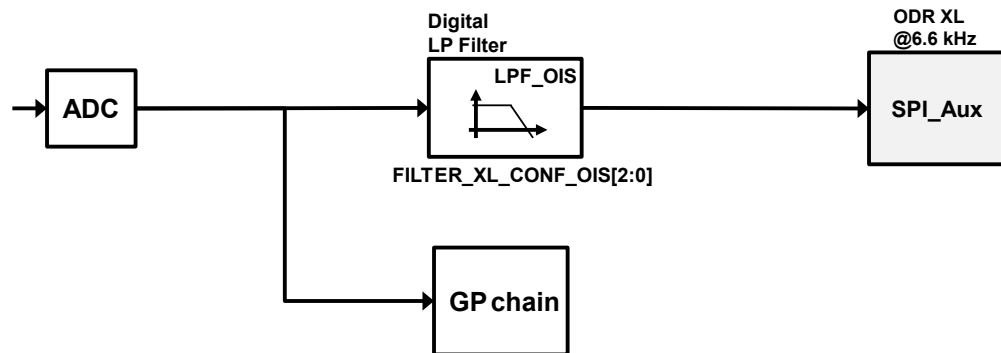 Digital
LP Filter
ODR XL
@6.6 kHz
ADC
LPF_OIS
SPI_Aux
FILTER_XL_CONF_OIS[2:0]
GP chain